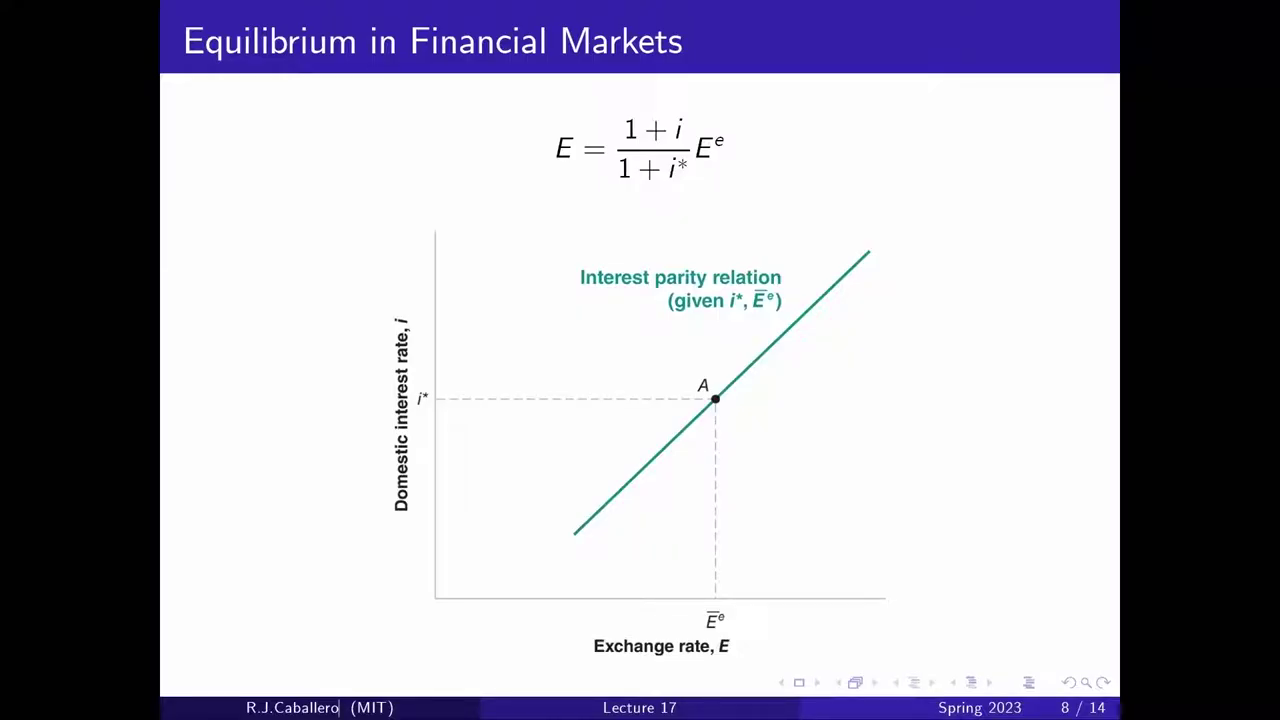 Equilibrium in Financial Markets
E = \frac{1 + i}{1 + i^*} E^e
Interest parity relation
(given i*, E̅ᵉ)
Domestic interest rate, i
i*
A
E̅ᵉ
Exchange rate, E
R.J.Caballero (MIT)
Lecture 17
Spring 2023
8 / 14